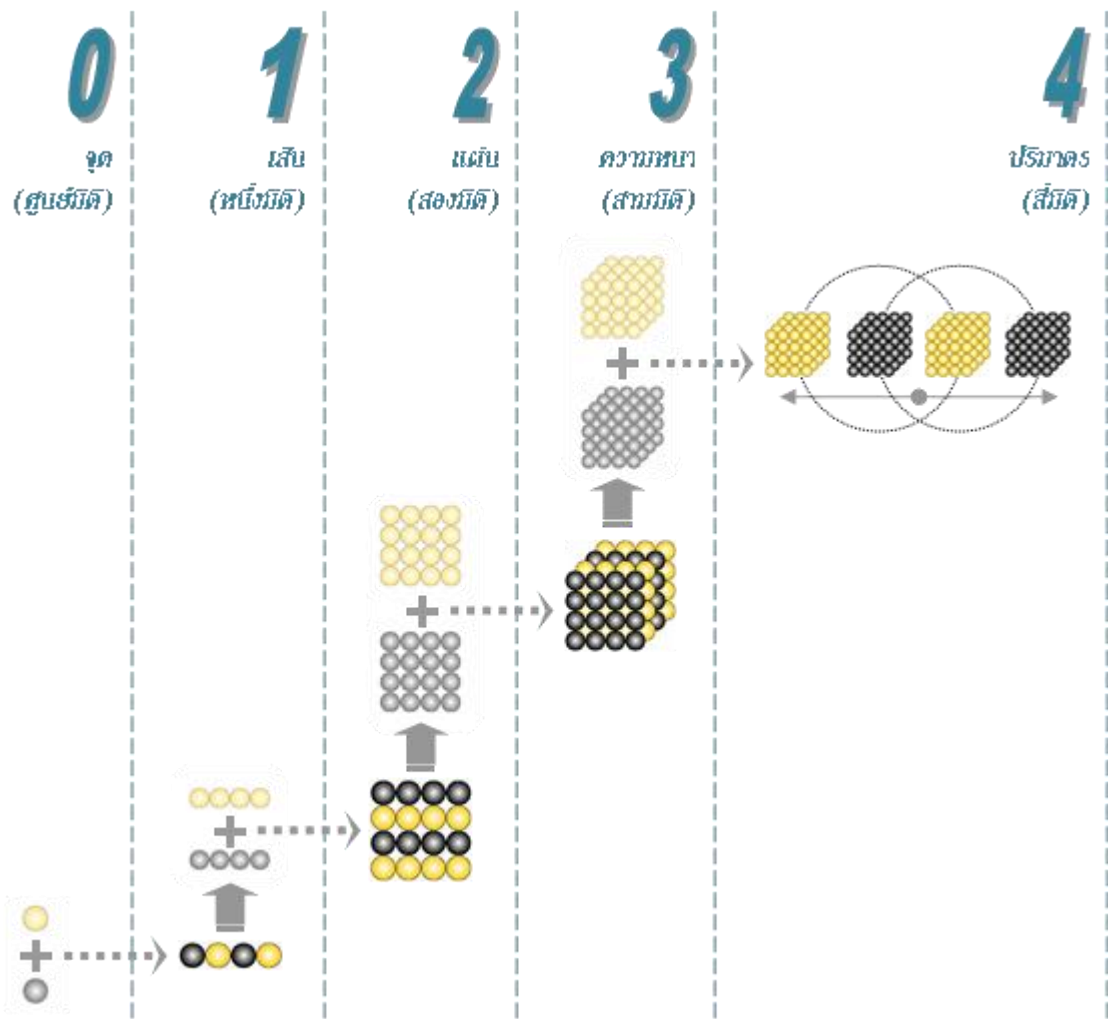 0
จุด
(ศูนย์มิติ)
1
เส้น
(หนึ่งมิติ)
2
แผ่น
(สองมิติ)
3
ความหนา
(สามมิติ)
4
ปริมาตร
(สี่มิติ)